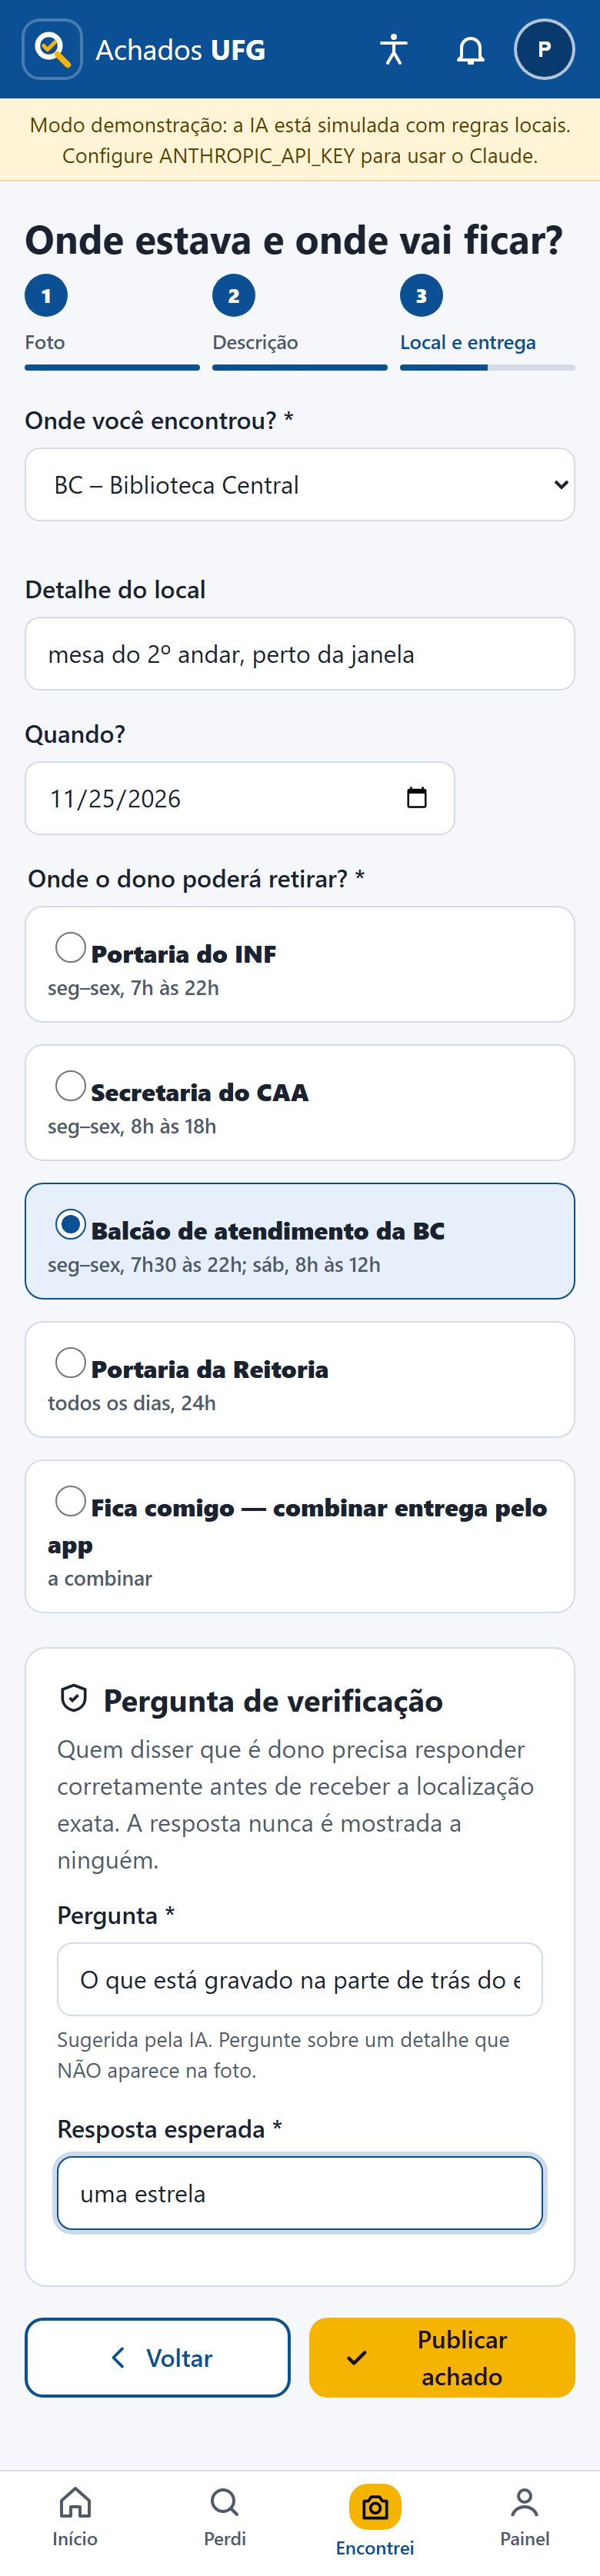 Achados UFG
P
Modo demonstração: a IA está simulada com regras locais.
Configure ANTHROPIC_API_KEY para usar o Claude.
Onde estava e onde vai ficar?
1
2
3
Foto
Descrição
Local e entrega
Onde você encontrou? *
BC – Biblioteca Central
Detalhe do local
mesa do 2º andar, perto da janela
Quando?
11/25/2026
Onde o dono poderá retirar? *
Portaria do INF
seg–sex, 7h às 22h
Secretaria do CAA
seg–sex, 8h às 18h
Balcão de atendimento da BC
seg–sex, 7h30 às 22h; sáb, 8h às 12h
Portaria da Reitoria
todos os dias, 24h
Fica comigo — combinar entrega pelo
app
a combinar
Pergunta de verificação
Quem disser que é dono precisa responder
corretamente antes de receber a localização
exata. A resposta nunca é mostrada a
ninguém.
Pergunta *
O que está gravado na parte de trás do
Sugerida pela IA. Pergunte sobre um detalhe que
NÃO aparece na foto.
Resposta esperada *
uma estrela
Voltar
Publicar
achado
Início
Perdi
Encontrei
Painel